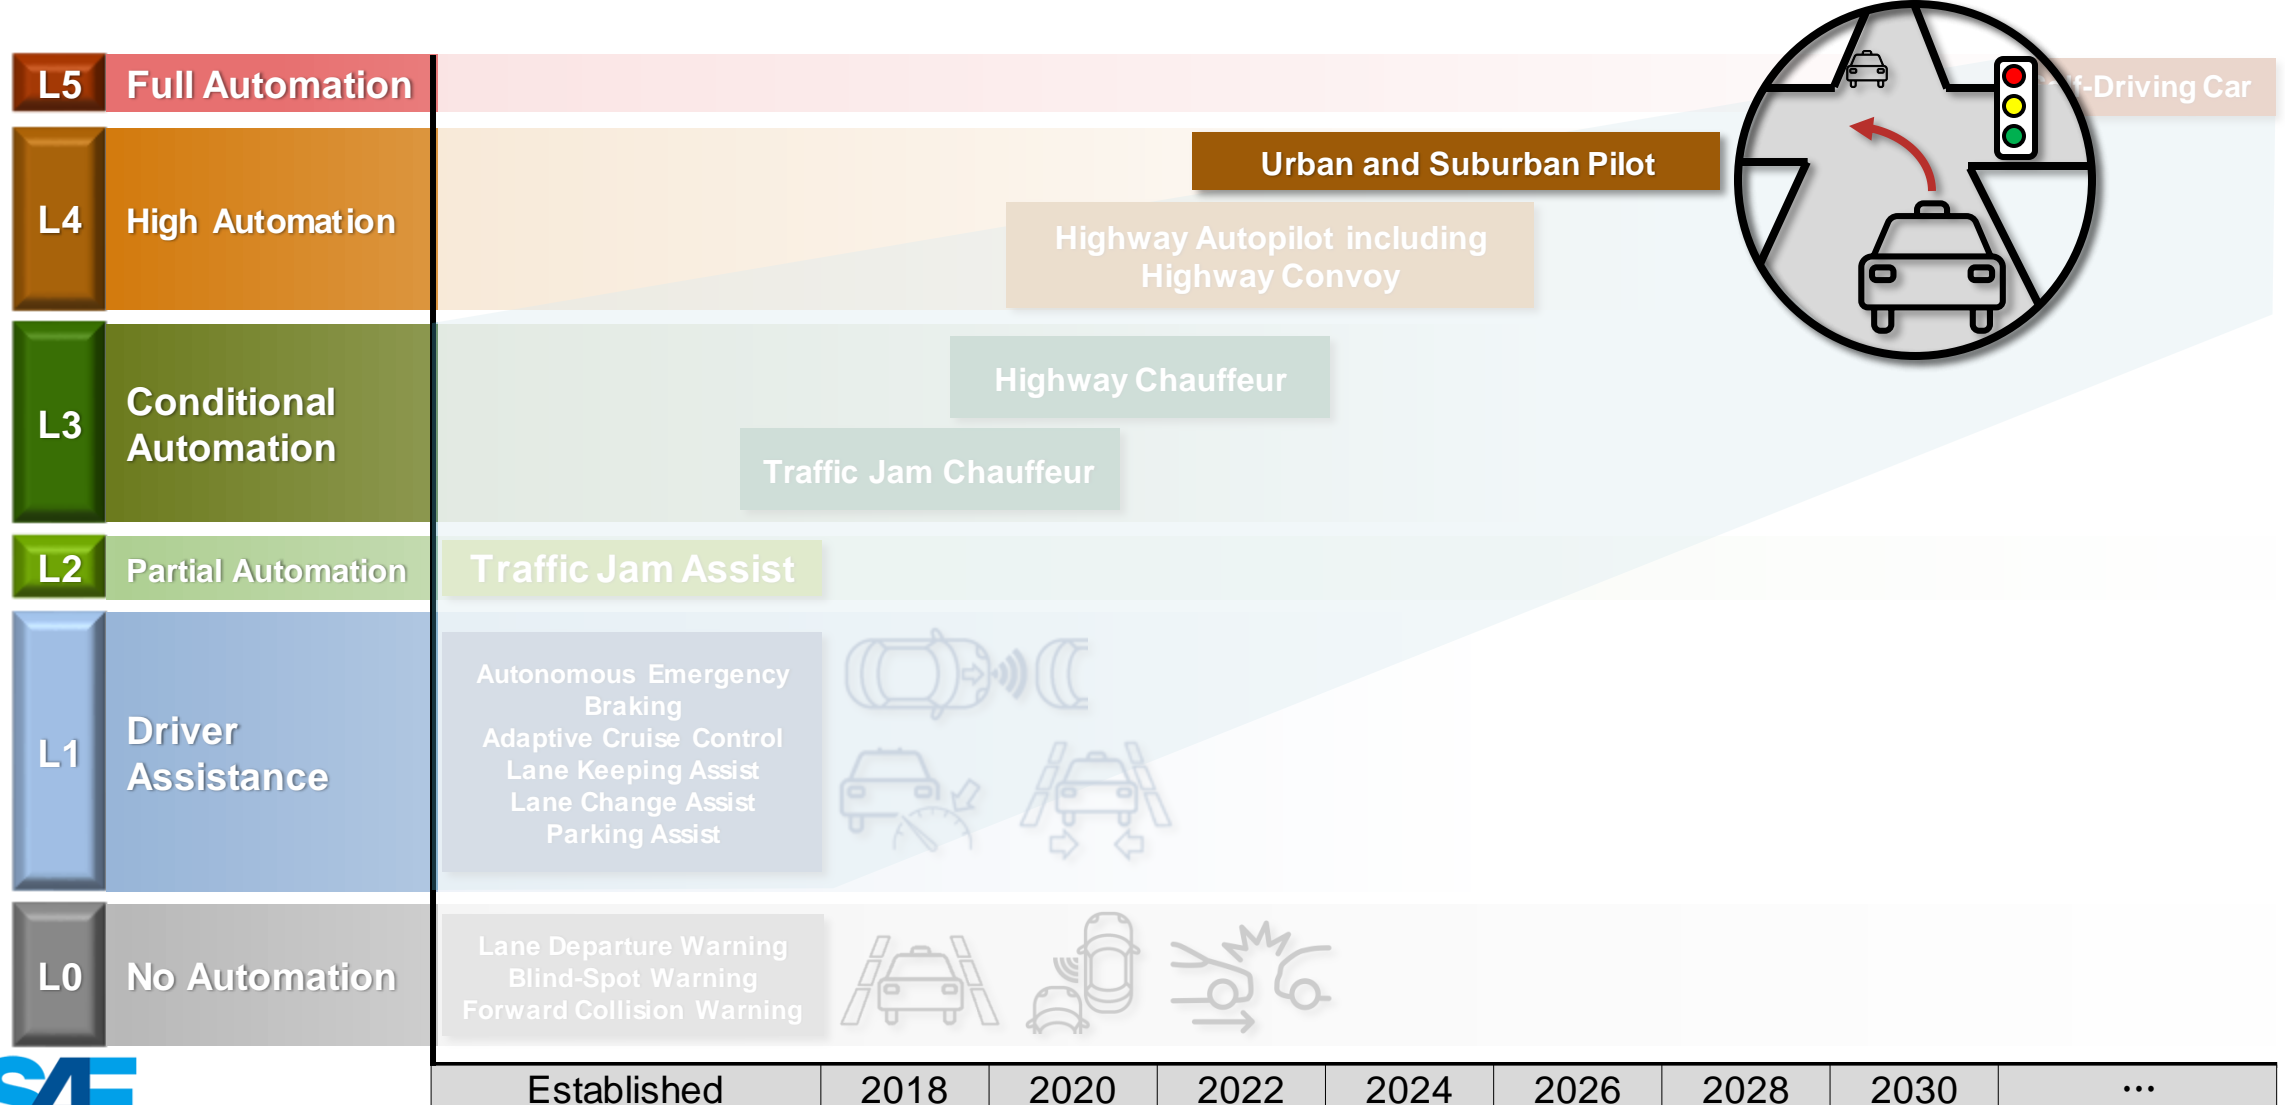 L5
Full Automation
-Driving Car
L4
High Automation
Urban and Suburban Pilot
Highway Autopilot including
Highway Convoy
L3
Conditional
Automation
Highway Chauffeur
Traffic Jam Chauffeur
L2
Partial Automation
Traffic Jam Assist
L1
Driver
Assistance
Autonomous Emergency
Braking
Adaptive Cruise Control
Lane Keeping Assist
Lane Change Assist
Parking Assist
L0
No Automation
Lane Departure Warning
Blind-Spot Warning
Forward Collision Warning
SAE
Established
2018
2020
2022
2024
2026
2028
2030
...